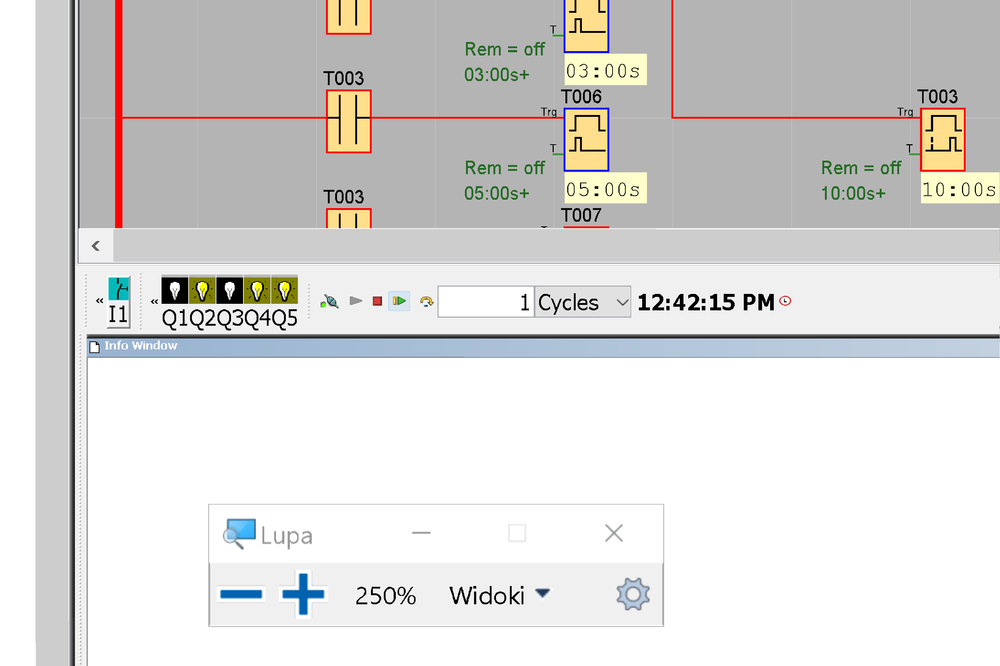 T
Rem = off
03:00s+
03:00s
T003
T006
T003
Trg
Trg
T
T
Rem = off
05:00s+
05:00s
Rem = off
10:00s+
10:00s
T003
T007
«
I1
«
Q1Q2Q3Q4Q5
1
Cycles
12:42:15 PM
Info Window
Lupa
250%
Widoki